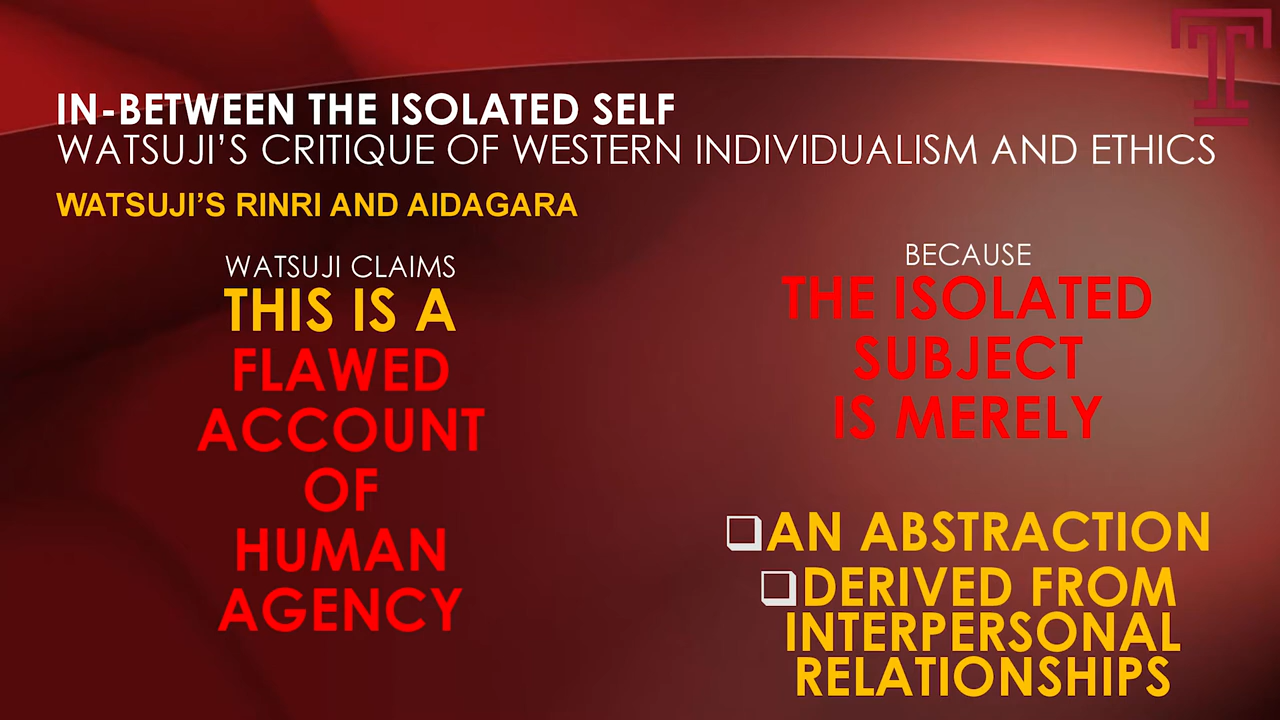 IN-BETWEEN THE ISOLATED SELF
WATSUJI’S CRITIQUE OF WESTERN INDIVIDUALISM AND ETHICS
WATSUJI’S RINRI AND AIDAGARA
WATSUJI CLAIMS
THIS IS A
FLAWED
ACCOUNT
OF
HUMAN
AGENCY
BECAUSE
THE ISOLATED
SUBJECT
IS MERELY
AN ABSTRACTION
DERIVED FROM
INTERPERSONAL
RELATIONSHIPS